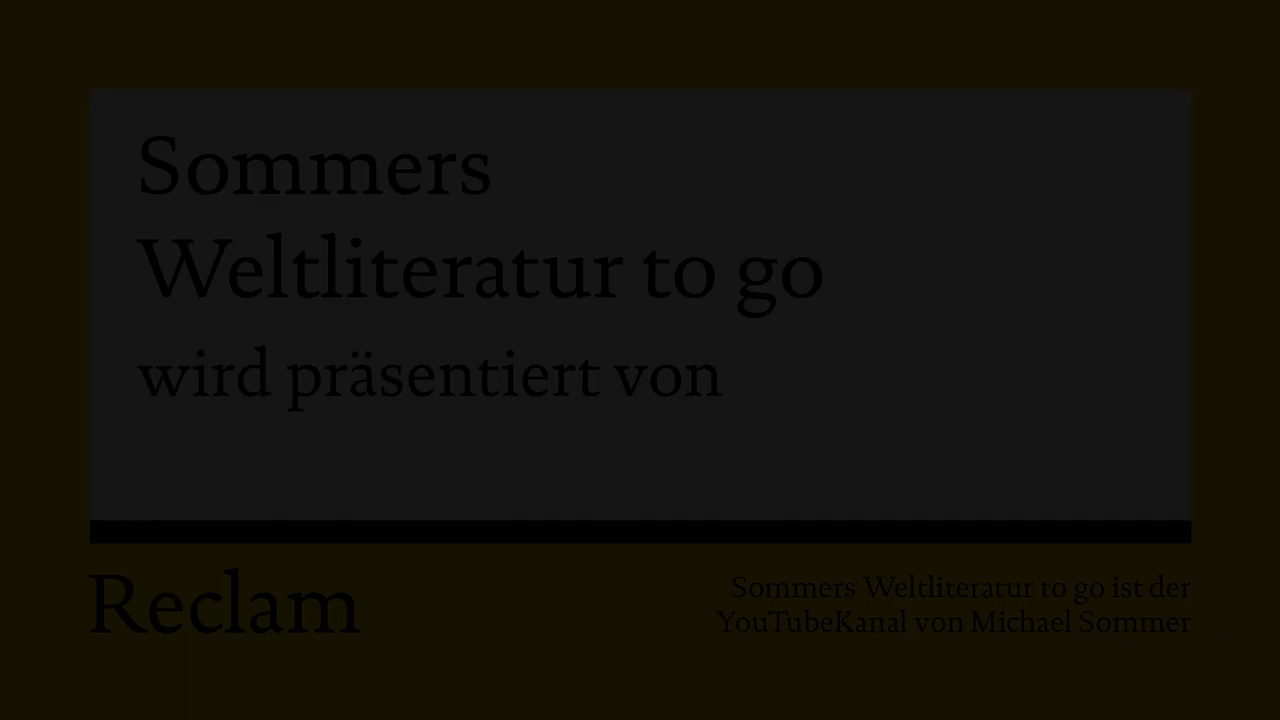 Sommers
Weltliteratur to go
wird präsentiert von
Reclam
Sommers Weltliteratur to go ist der
YouTubeKanal von Michael Sommer